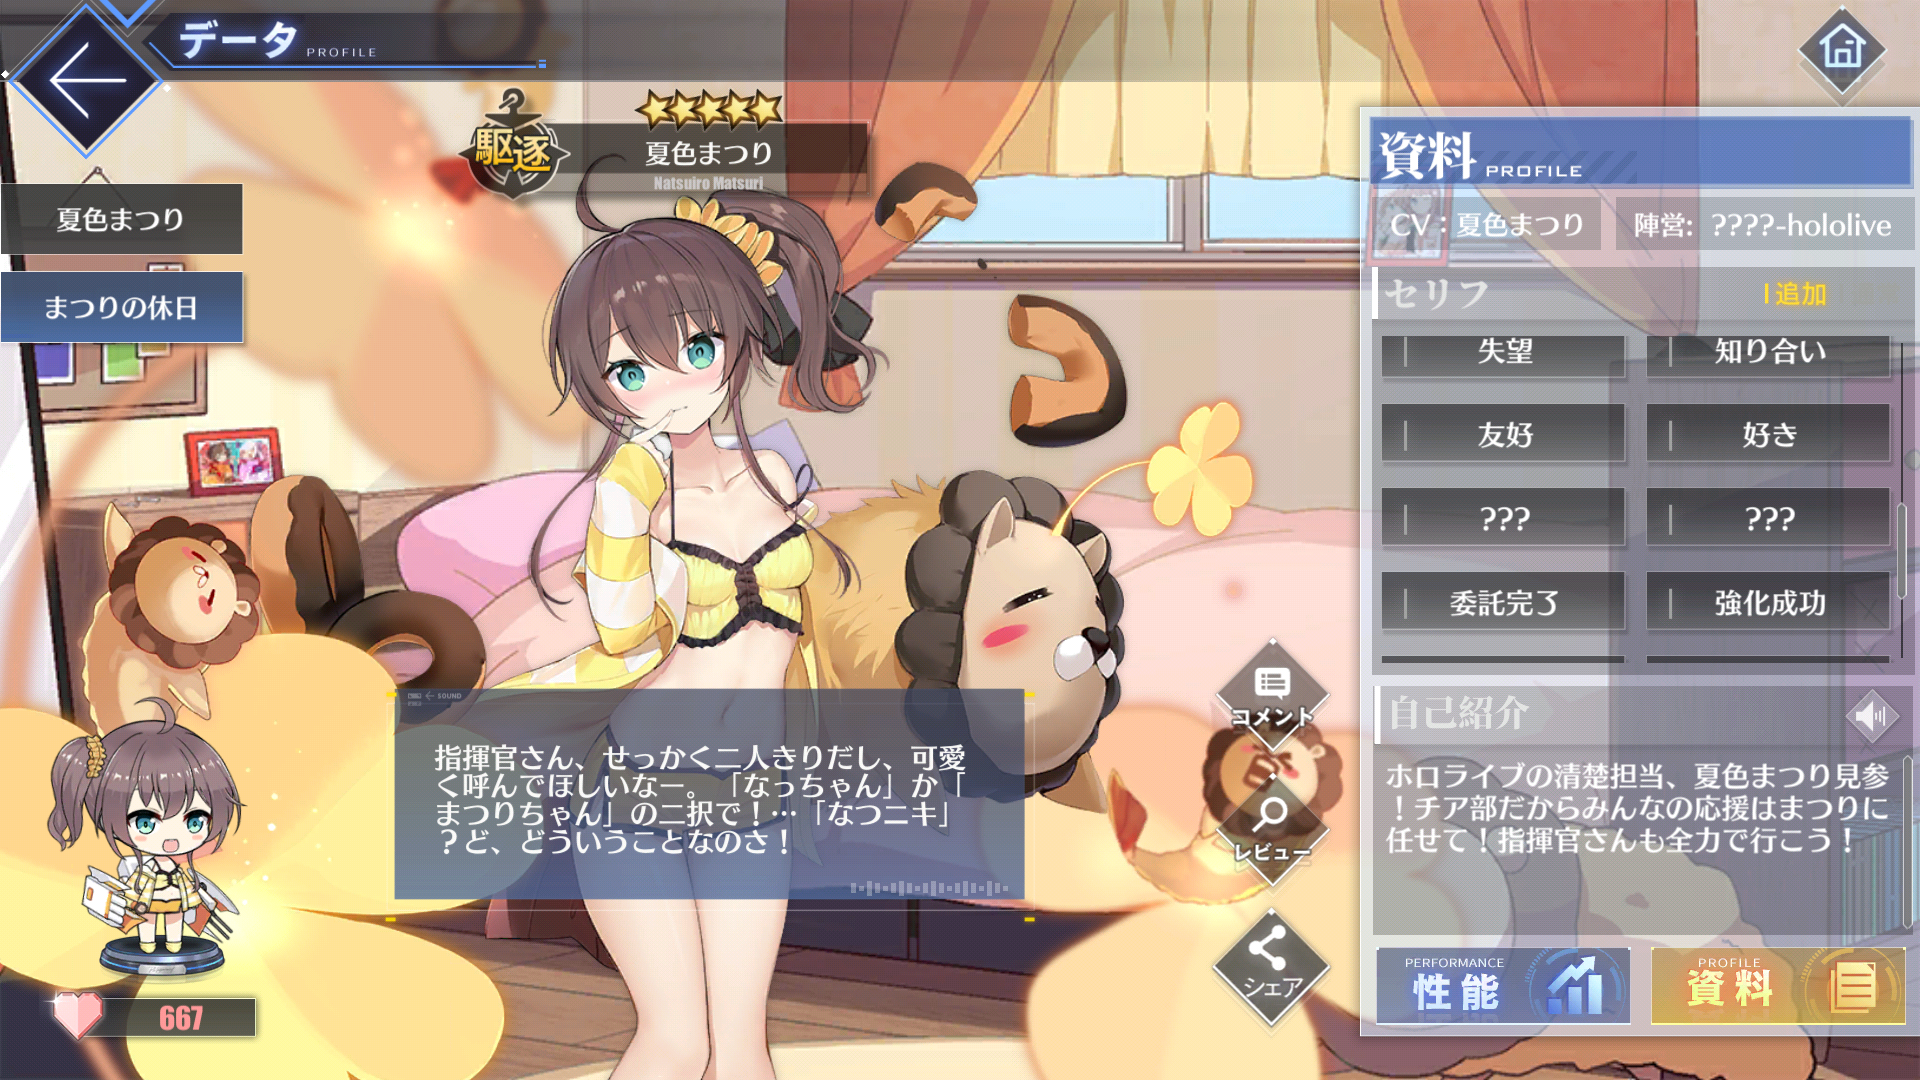 データ PROFILE
駆逐
夏色まつり
Natsuiro Matsuri
夏色まつり
まつりの休日
資料 PROFILE
CV：夏色まつり
陣営: ????-hololive
セリフ
追加
失望
知り合い
友好
好き
???
???
委託完了
強化成功
自己紹介
ホロライブの清楚担当、夏色まつり見参
！チア部だからみんなの応援はまつりに
任せて！指揮官さんも全力で行こう！
SOUND
指揮官さん、せっかく二人きりだし、可愛
く呼んでほしいなー。「なっちゃん」か「
まつりちゃん」の二択で！…「なつニキ」
？ど、どういうことなのさ！
コメント
レビュー
シェア
667
PERFORMANCE
性能
PROFILE
資料